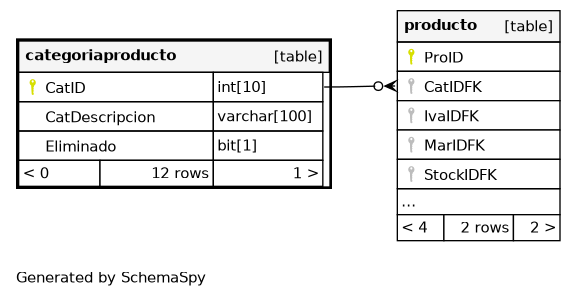 categoriaproducto [table]
CatID int[10]
CatDescripcion varchar[100]
Eliminado bit[1]
< 0 12 rows 1 >
producto [table]
ProID
CatIDFK
IvaIDFK
MarIDFK
StockIDFK
...
< 4 2 rows 2 >
Generated by SchemaSpy